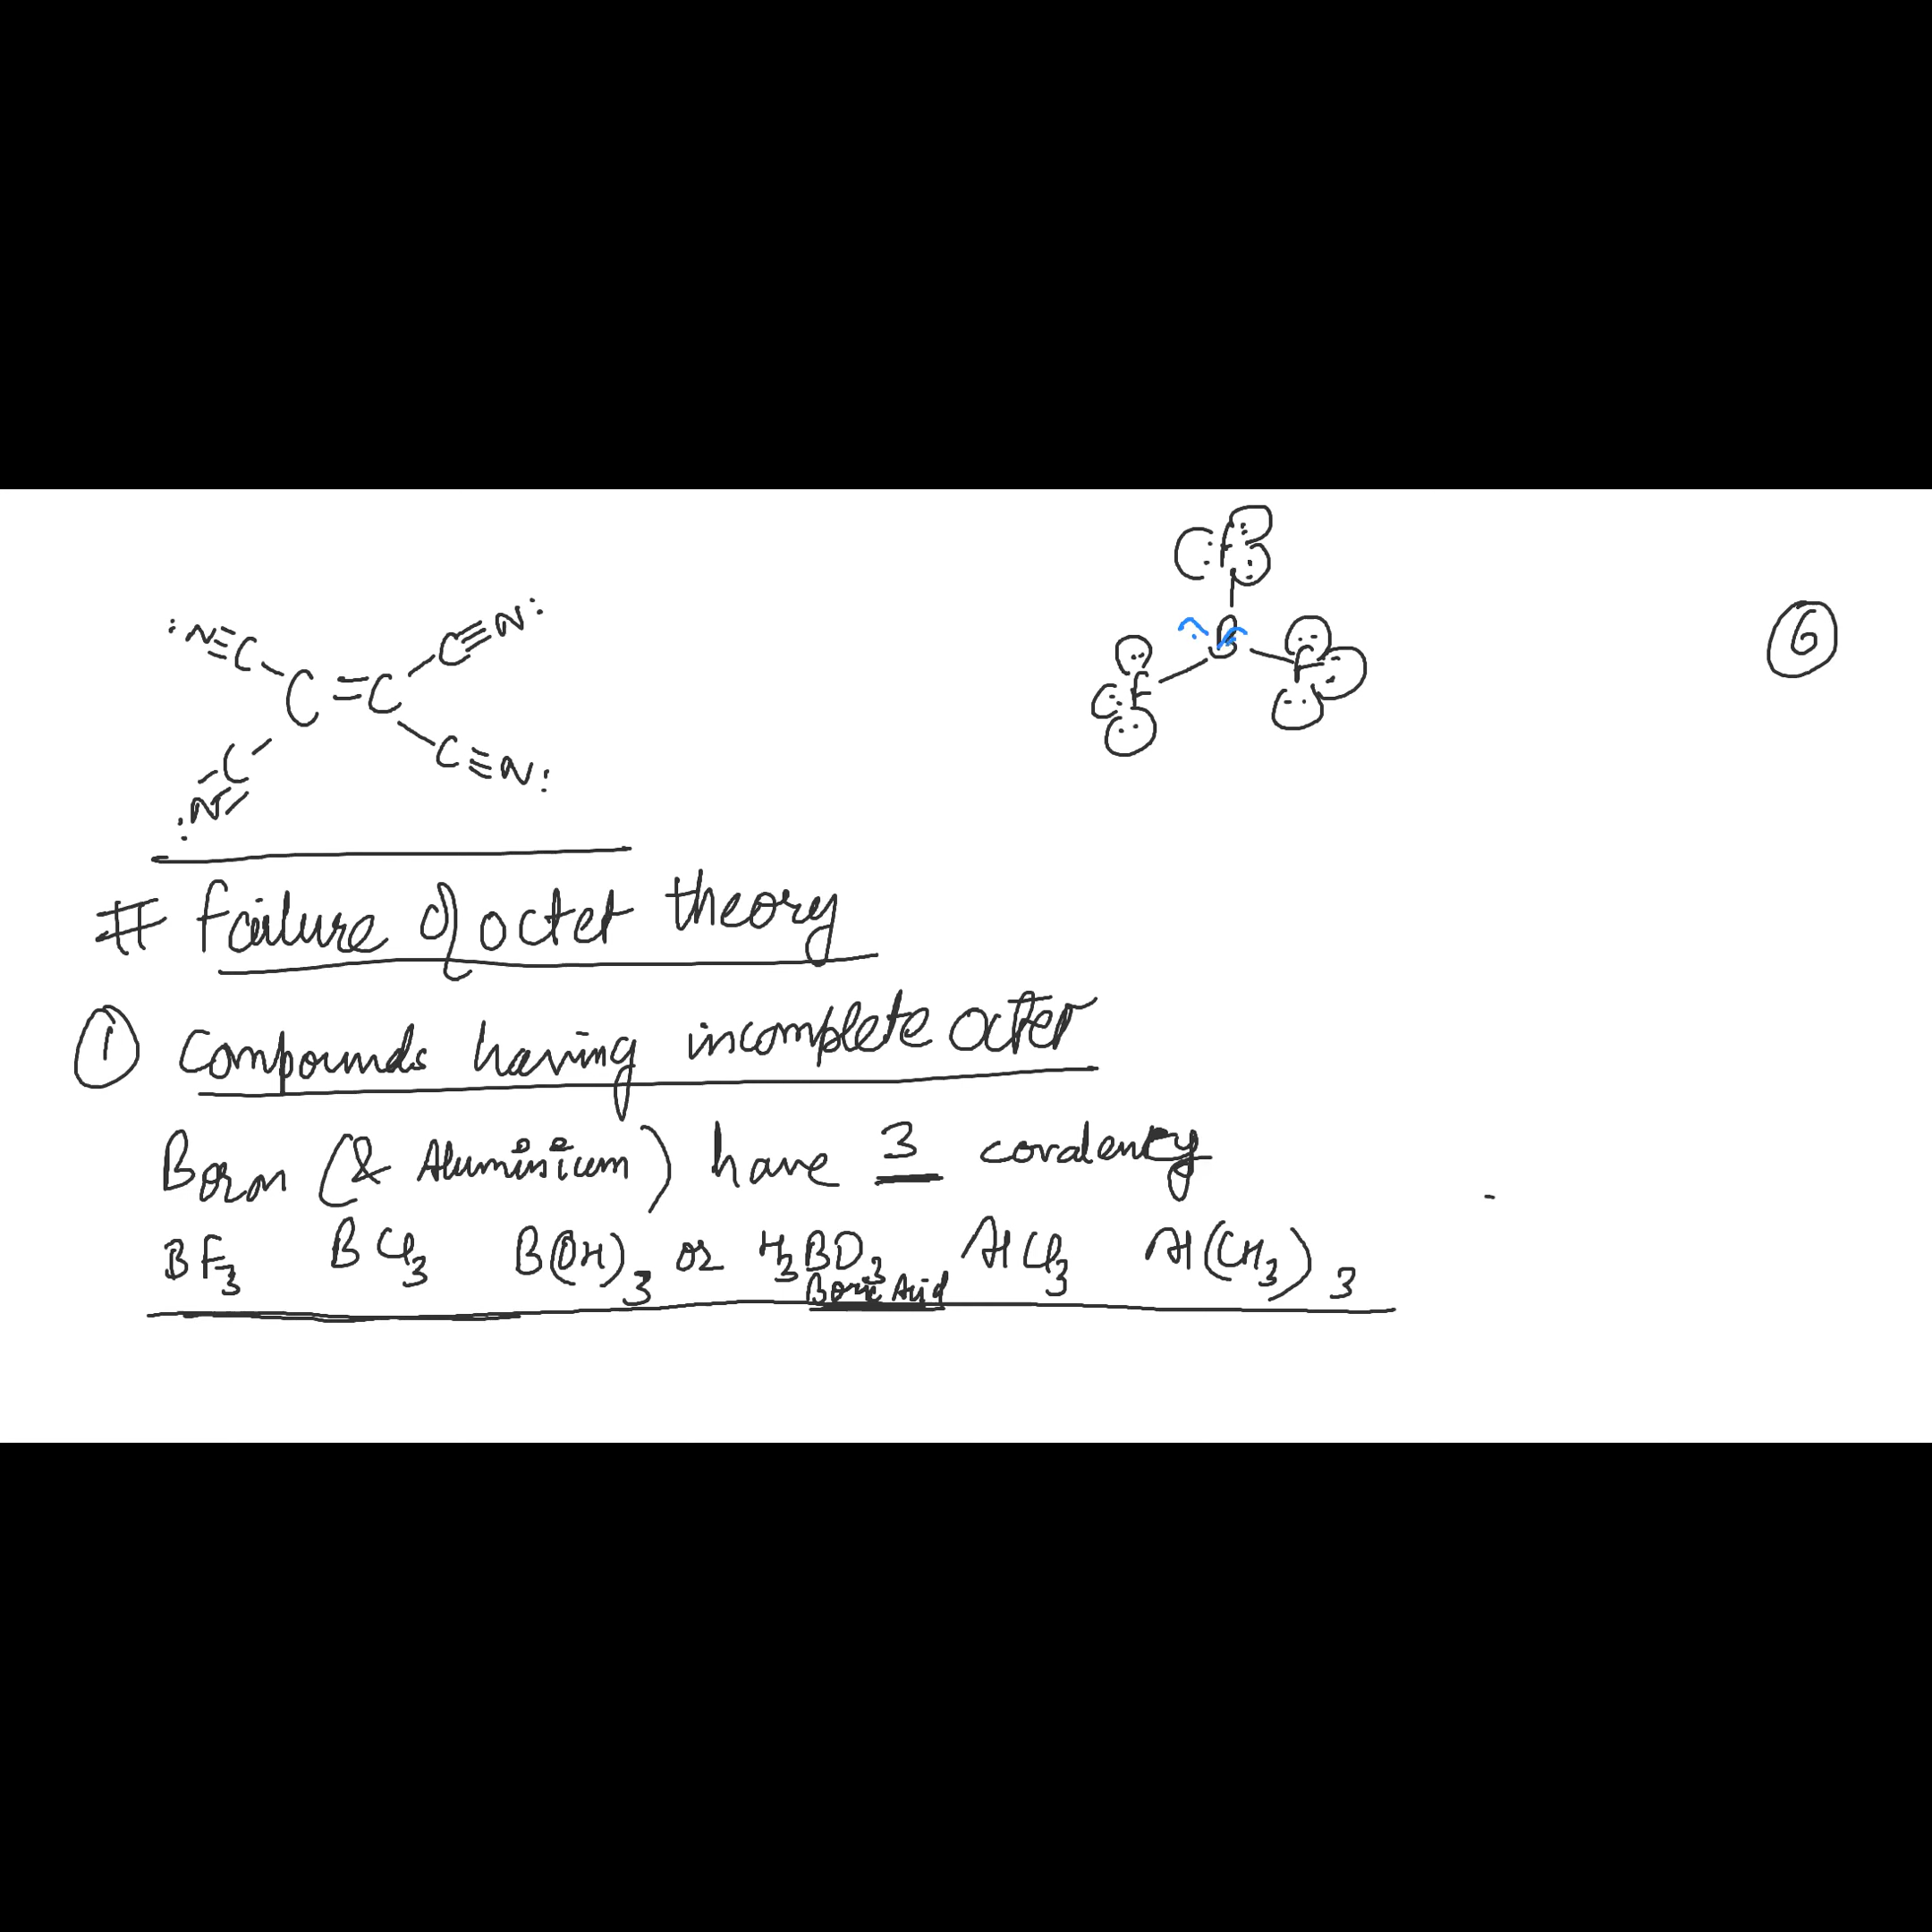 :N≡C C≡N:
C=C
C C≡N:
:N
F
B
F F
6
# Failure of octet theory
① Compounds having incomplete octet
Boron (& Aluminium) have 3 covalency
BF3 BCl3 B(OH)3 or H3BO3 AlCl3 Al(CH3)3
Boric Acid